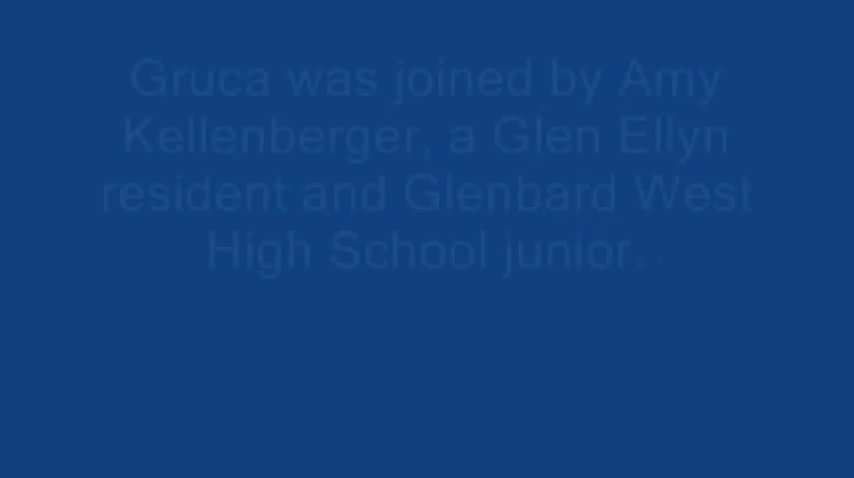 Gruca was joined by Amy
Kellenberger, a Glen Ellyn
resident and Glenbard West
High School junior.